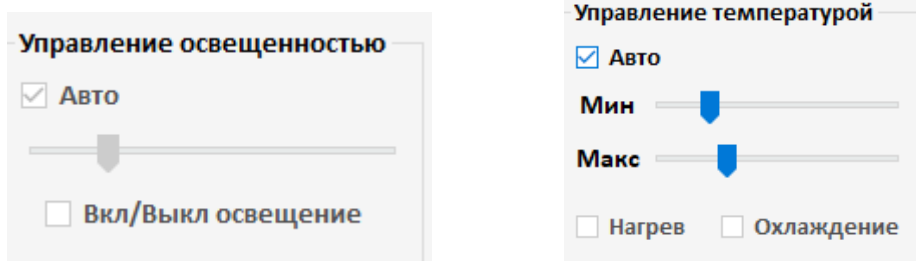 Управление освещенностью
Авто
Вкл/Выкл освещение
Управление температурой
Авто
Мин
Макс
Нагрев Охлаждение